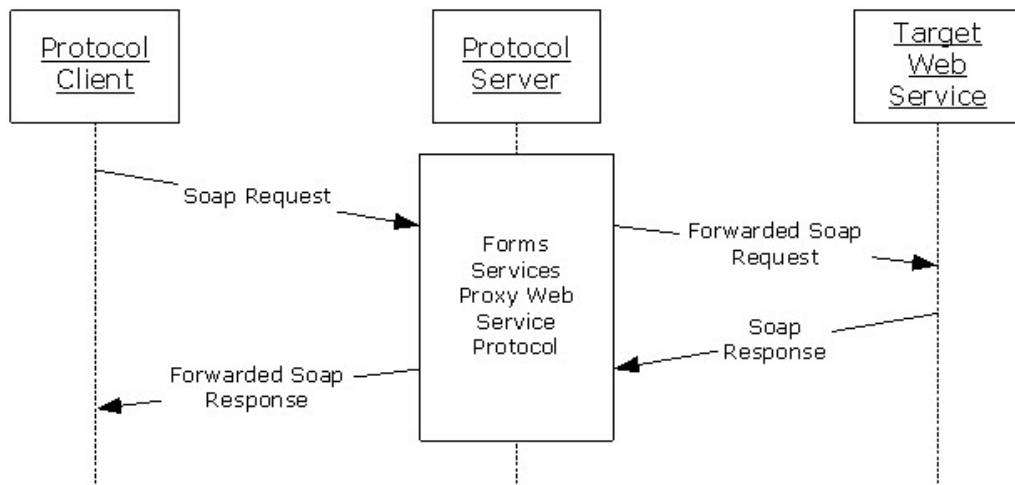 Protocol
Client
Protocol
Server
Target
Web
Service
Soap Request
Forms
Services
Proxy Web
Service
Protocol
Forwarded Soap
Request
Soap
Response
Forwarded Soap
Response